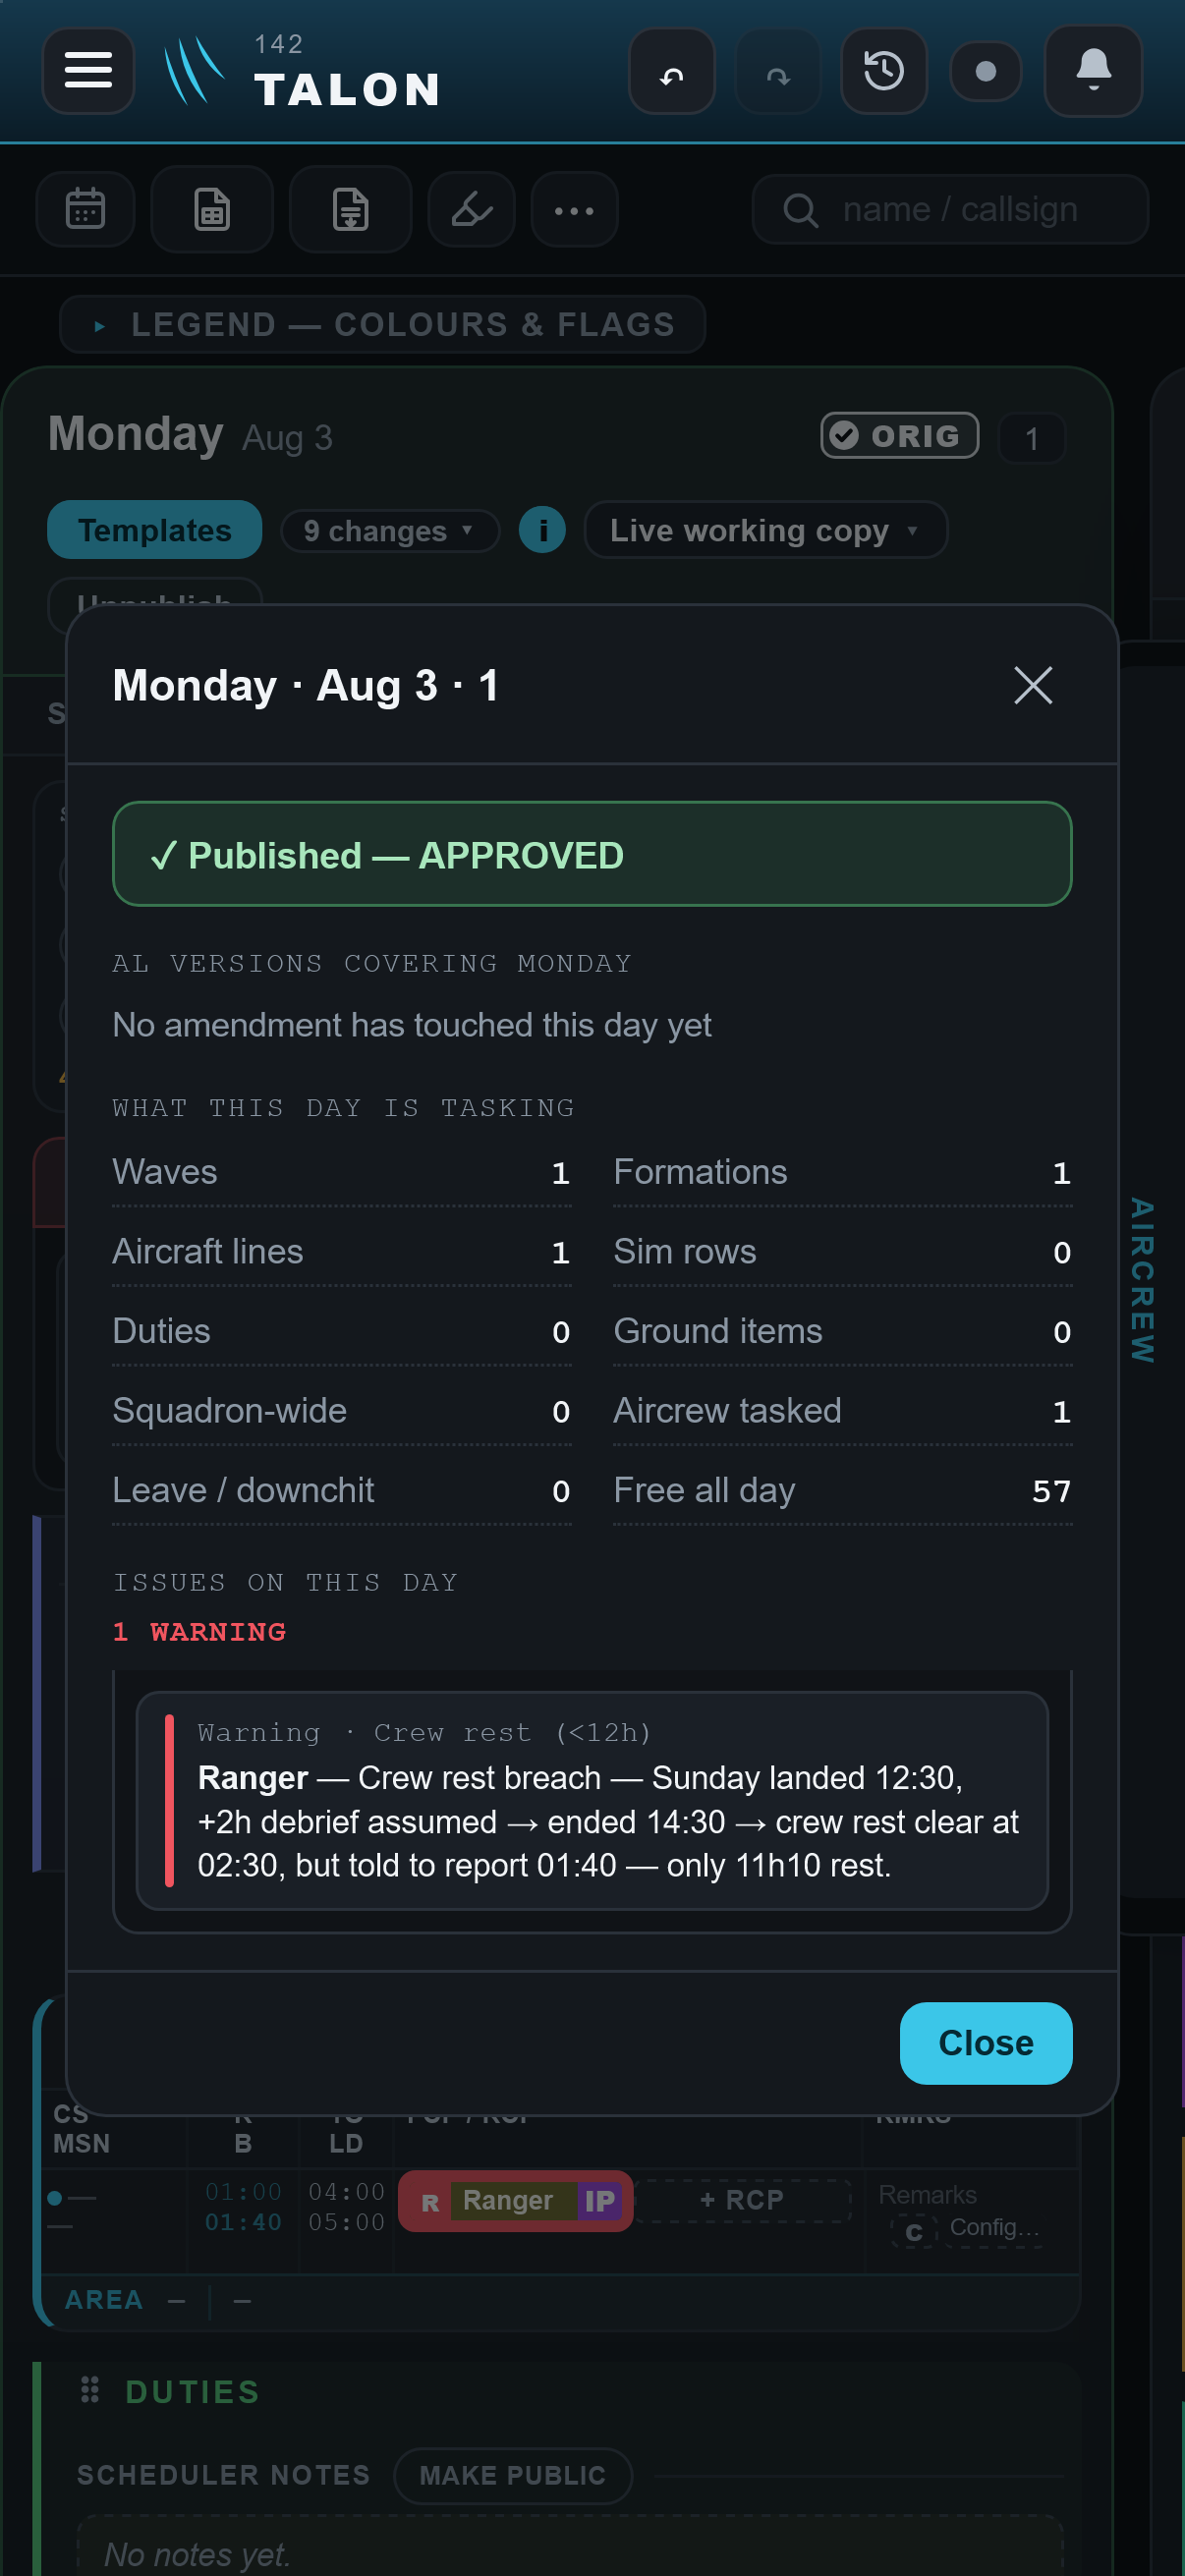 142
TALON
name / callsign
▸ LEGEND — COLOURS & FLAGS
Monday Aug 3
ORIG 1
Templates 9 changes ▾ i Live working copy ▾
Unpublish
Monday · Aug 3 · 1
✓ Published — APPROVED
AL VERSIONS COVERING MONDAY
No amendment has touched this day yet
WHAT THIS DAY IS TASKING
Waves 1 Formations 1
Aircraft lines 1 Sim rows 0
Duties 0 Ground items 0
Squadron-wide 0 Aircrew tasked 1
Leave / downchit 0 Free all day 57
ISSUES ON THIS DAY
1 WARNING
Warning · Crew rest (<12h)
Ranger — Crew rest breach — Sunday landed 12:30,
+2h debrief assumed → ended 14:30 → crew rest clear at
02:30, but told to report 01:40 — only 11h10 rest.
Close
AIRCREW
CS
MSN B LD
RMKS
— 01:00 04:00 R Ranger IP + RCP Remarks
— 01:40 05:00 C Config…
AREA — | —
DUTIES
SCHEDULER NOTES MAKE PUBLIC
No notes yet.